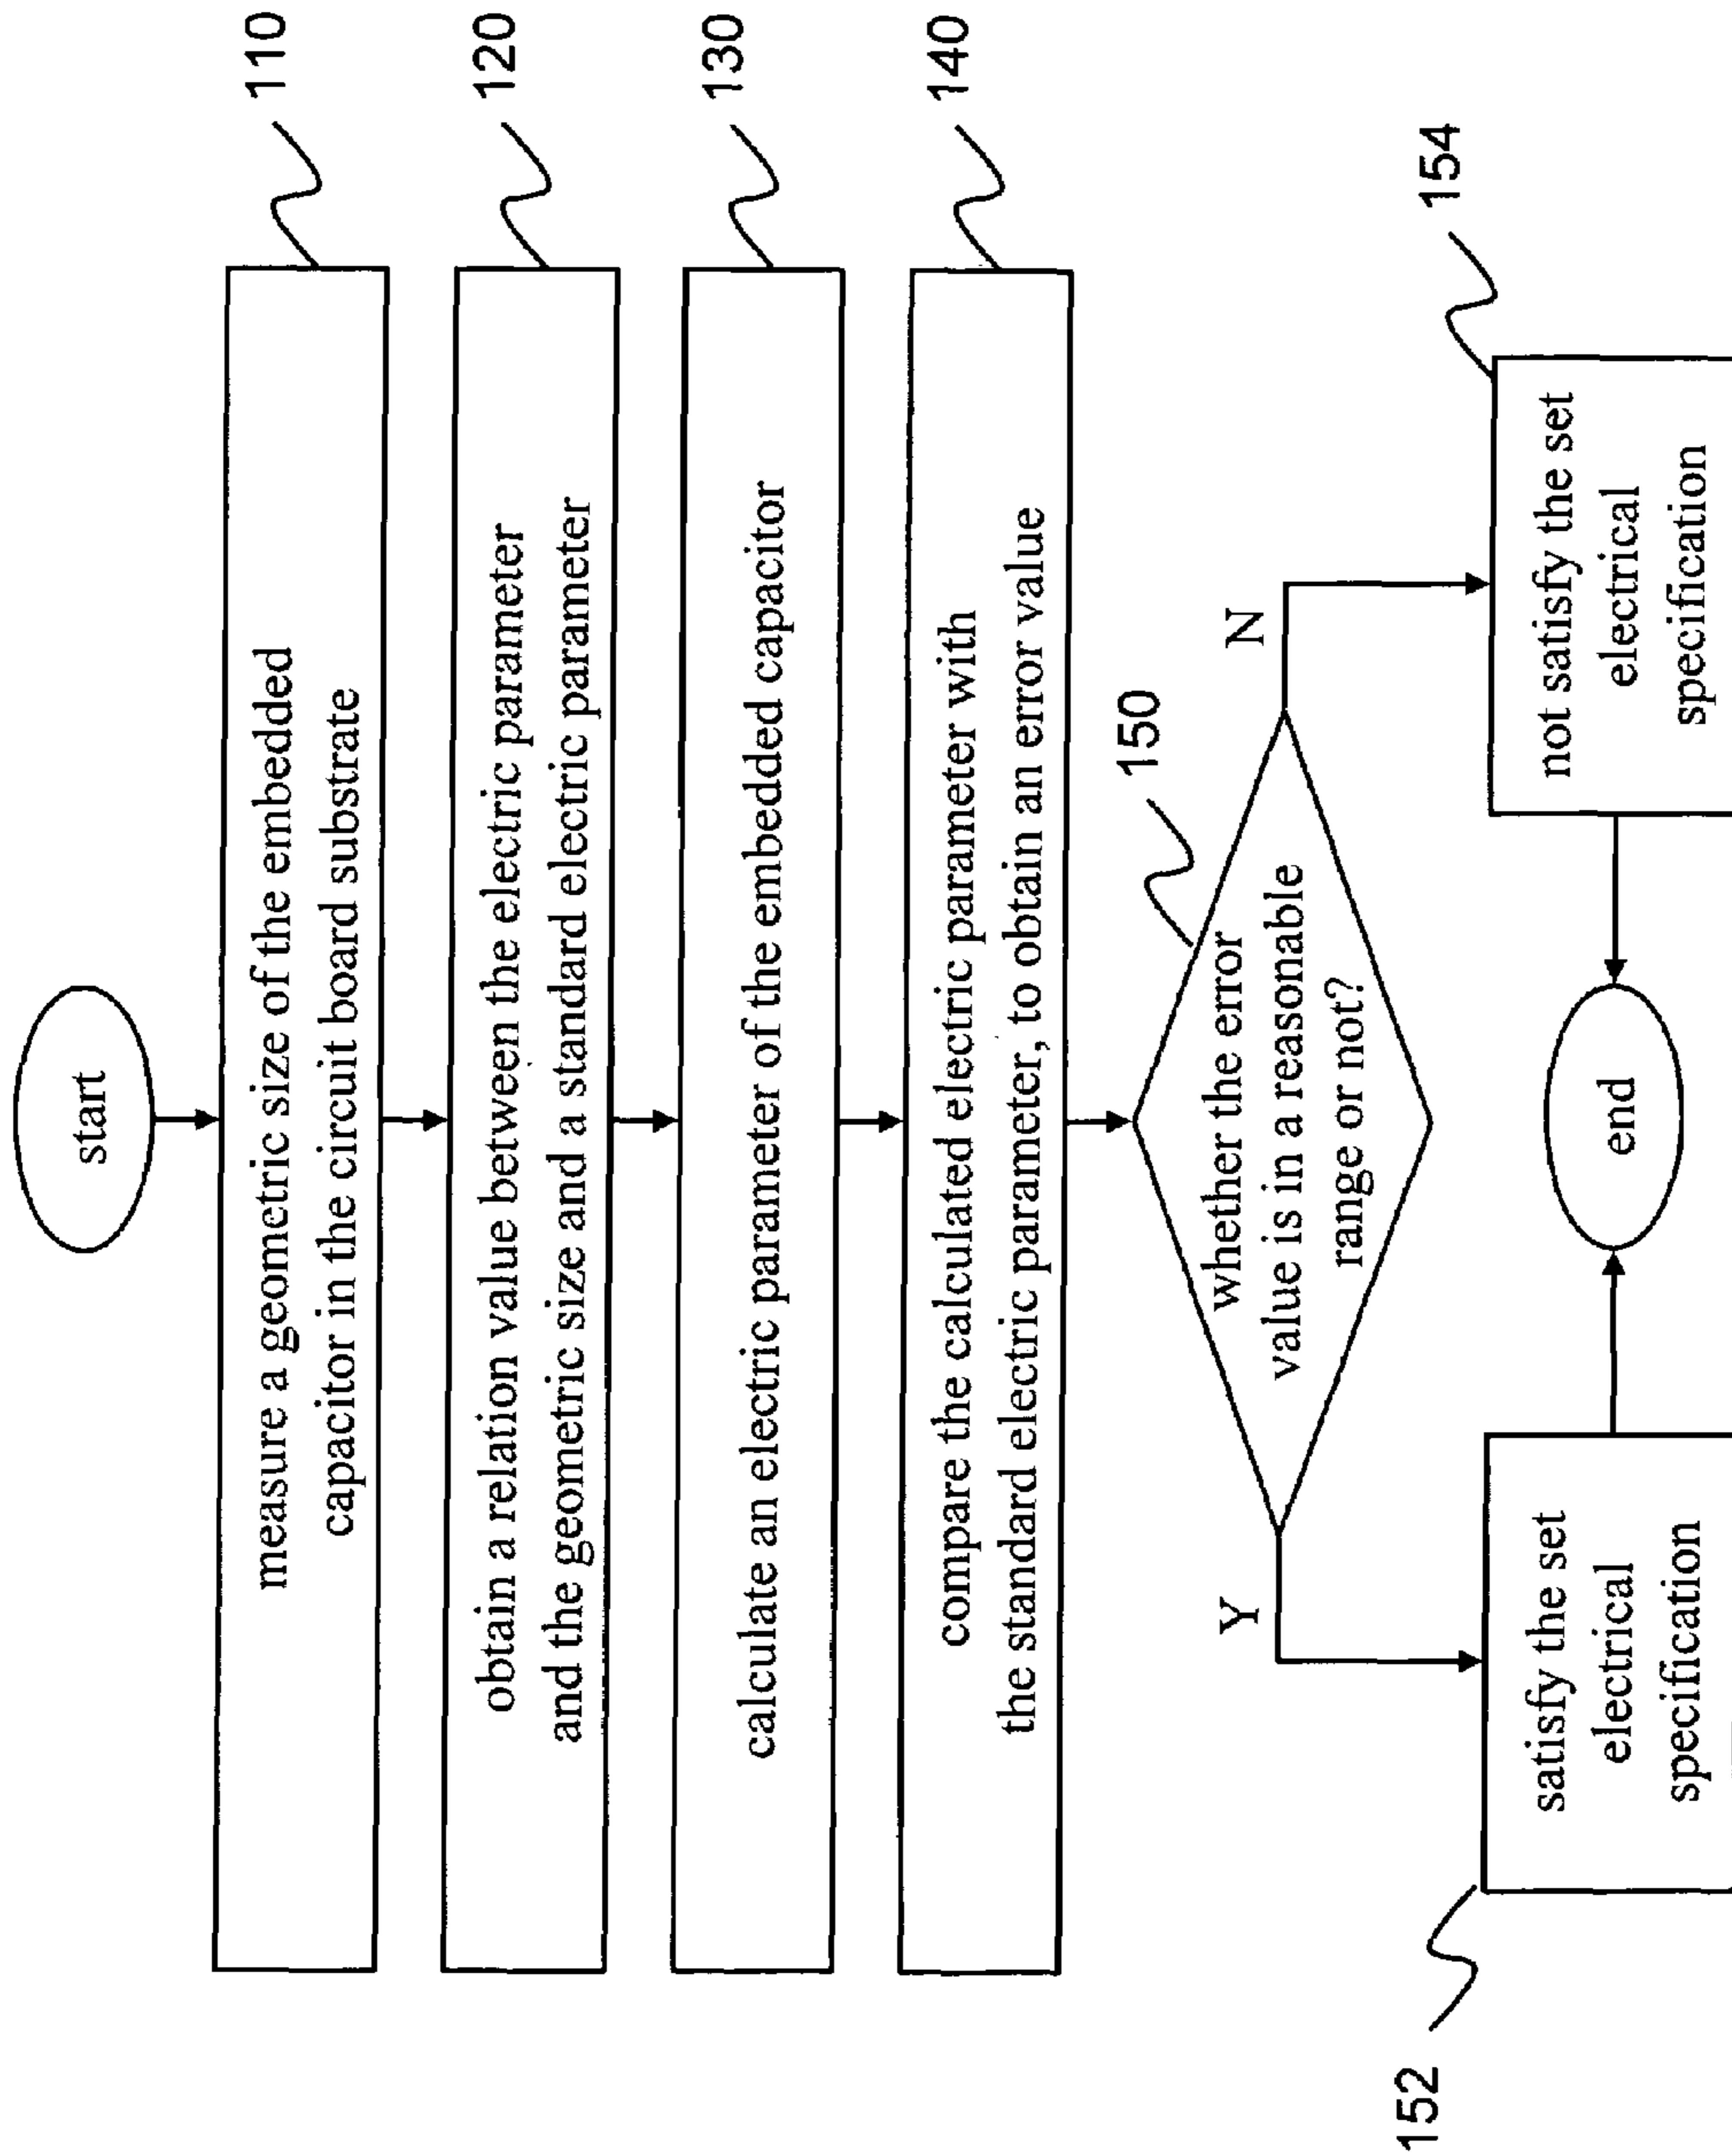 start
measure a geometric size of the embedded
capacitor in the circuit board substrate
110
obtain a relation value between the electric parameter
and the geometric size and a standard electric parameter
120
calculate an electric parameter of the embedded capacitor
130
compare the calculated electric parameter with
the standard electric parameter, to obtain an error value
140
150
whether the error
value is in a reasonable
range or not?
Y
N
152
satisfy the set
electrical
specification
end
154
not satisfy the set
electrical
specification